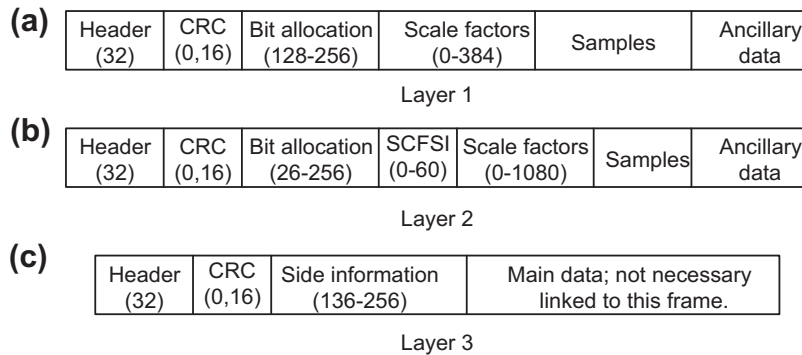 (a)
Header
(32)
CRC
(0,16)
Bit allocation
(128-256)
Scale factors
(0-384)
Samples
Ancillary
data
Layer 1
(b)
Header
(32)
CRC
(0,16)
Bit allocation
(26-256)
SCFSI
(0-60)
Scale factors
(0-1080)
Samples
Ancillary
data
Layer 2
(c)
Header
(32)
CRC
(0,16)
Side information
(136-256)
Main data; not necessary
linked to this frame.
Layer 3